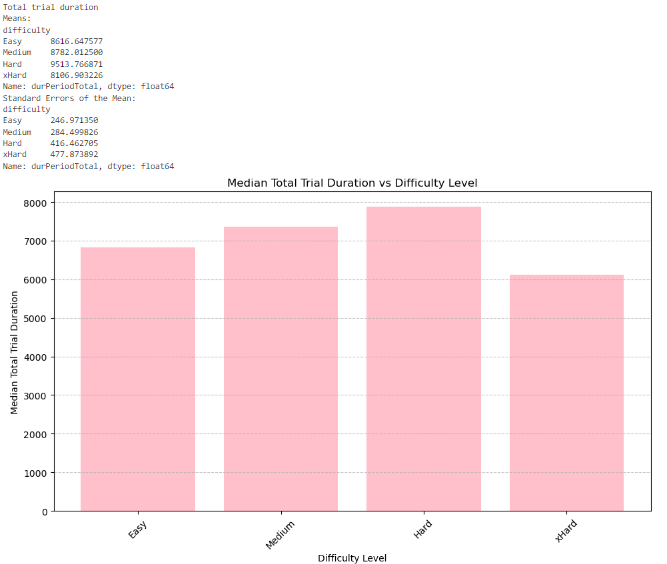 Total trial duration
Means:
difficulty
Easy 8616.647577
Medium 8782.012500
Hard 9513.766871
xHard 8106.903226
Name: durPeriodTotal, dtype: float64
Standard Errors of the Mean:
difficulty
Easy 246.971350
Medium 284.499826
Hard 416.462705
xHard 477.873892
Name: durPeriodTotal, dtype: float64
Median Total Trial Duration vs Difficulty Level
8000
7000
6000
5000
4000
3000
2000
1000
0
Median Total Trial Duration
Easy
Medium
Hard
xHard
Difficulty Level